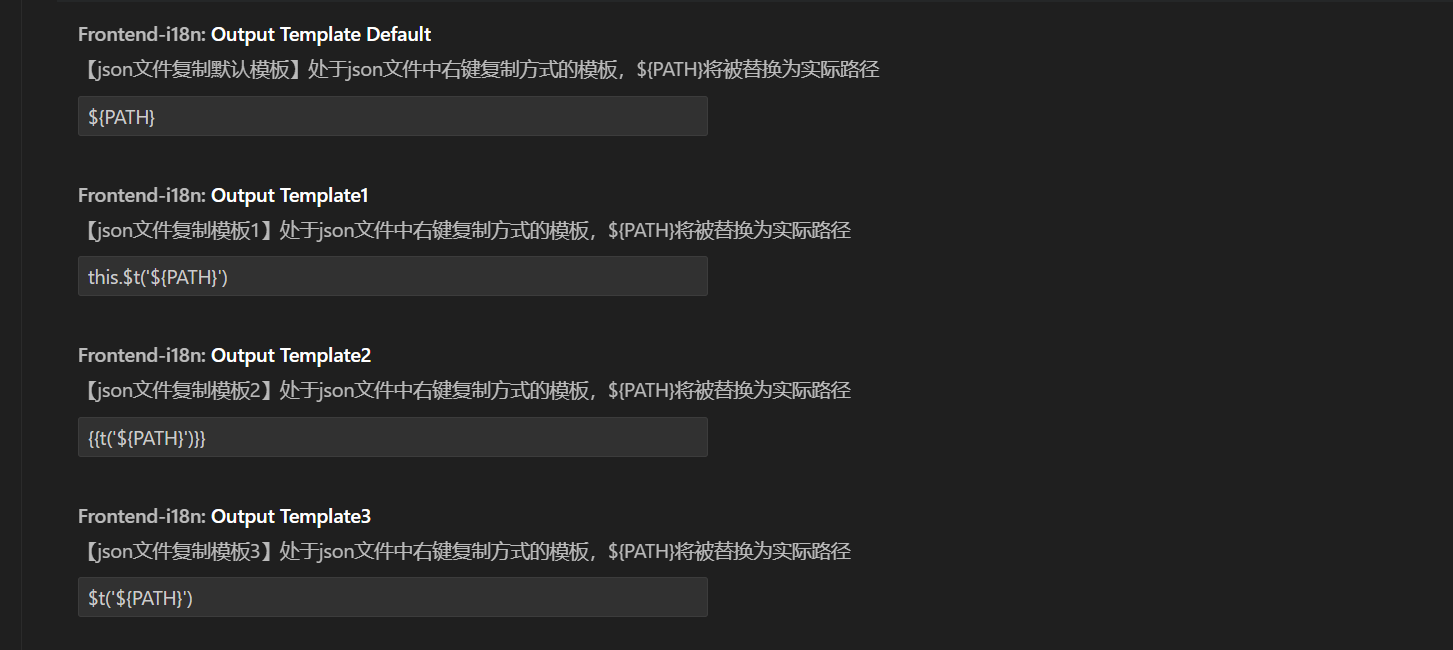 Frontend-i18n: Output Template Default
【json文件复制默认模板】处于json文件中右键复制方式的模板，${PATH}将被替换为实际路径
${PATH}
Frontend-i18n: Output Template1
【json文件复制模板1】处于json文件中右键复制方式的模板，${PATH}将被替换为实际路径
this.$t('${PATH}')
Frontend-i18n: Output Template2
【json文件复制模板2】处于json文件中右键复制方式的模板，${PATH}将被替换为实际路径
{{t('${PATH}')}}
Frontend-i18n: Output Template3
【json文件复制模板3】处于json文件中右键复制方式的模板，${PATH}将被替换为实际路径
$t('${PATH}')